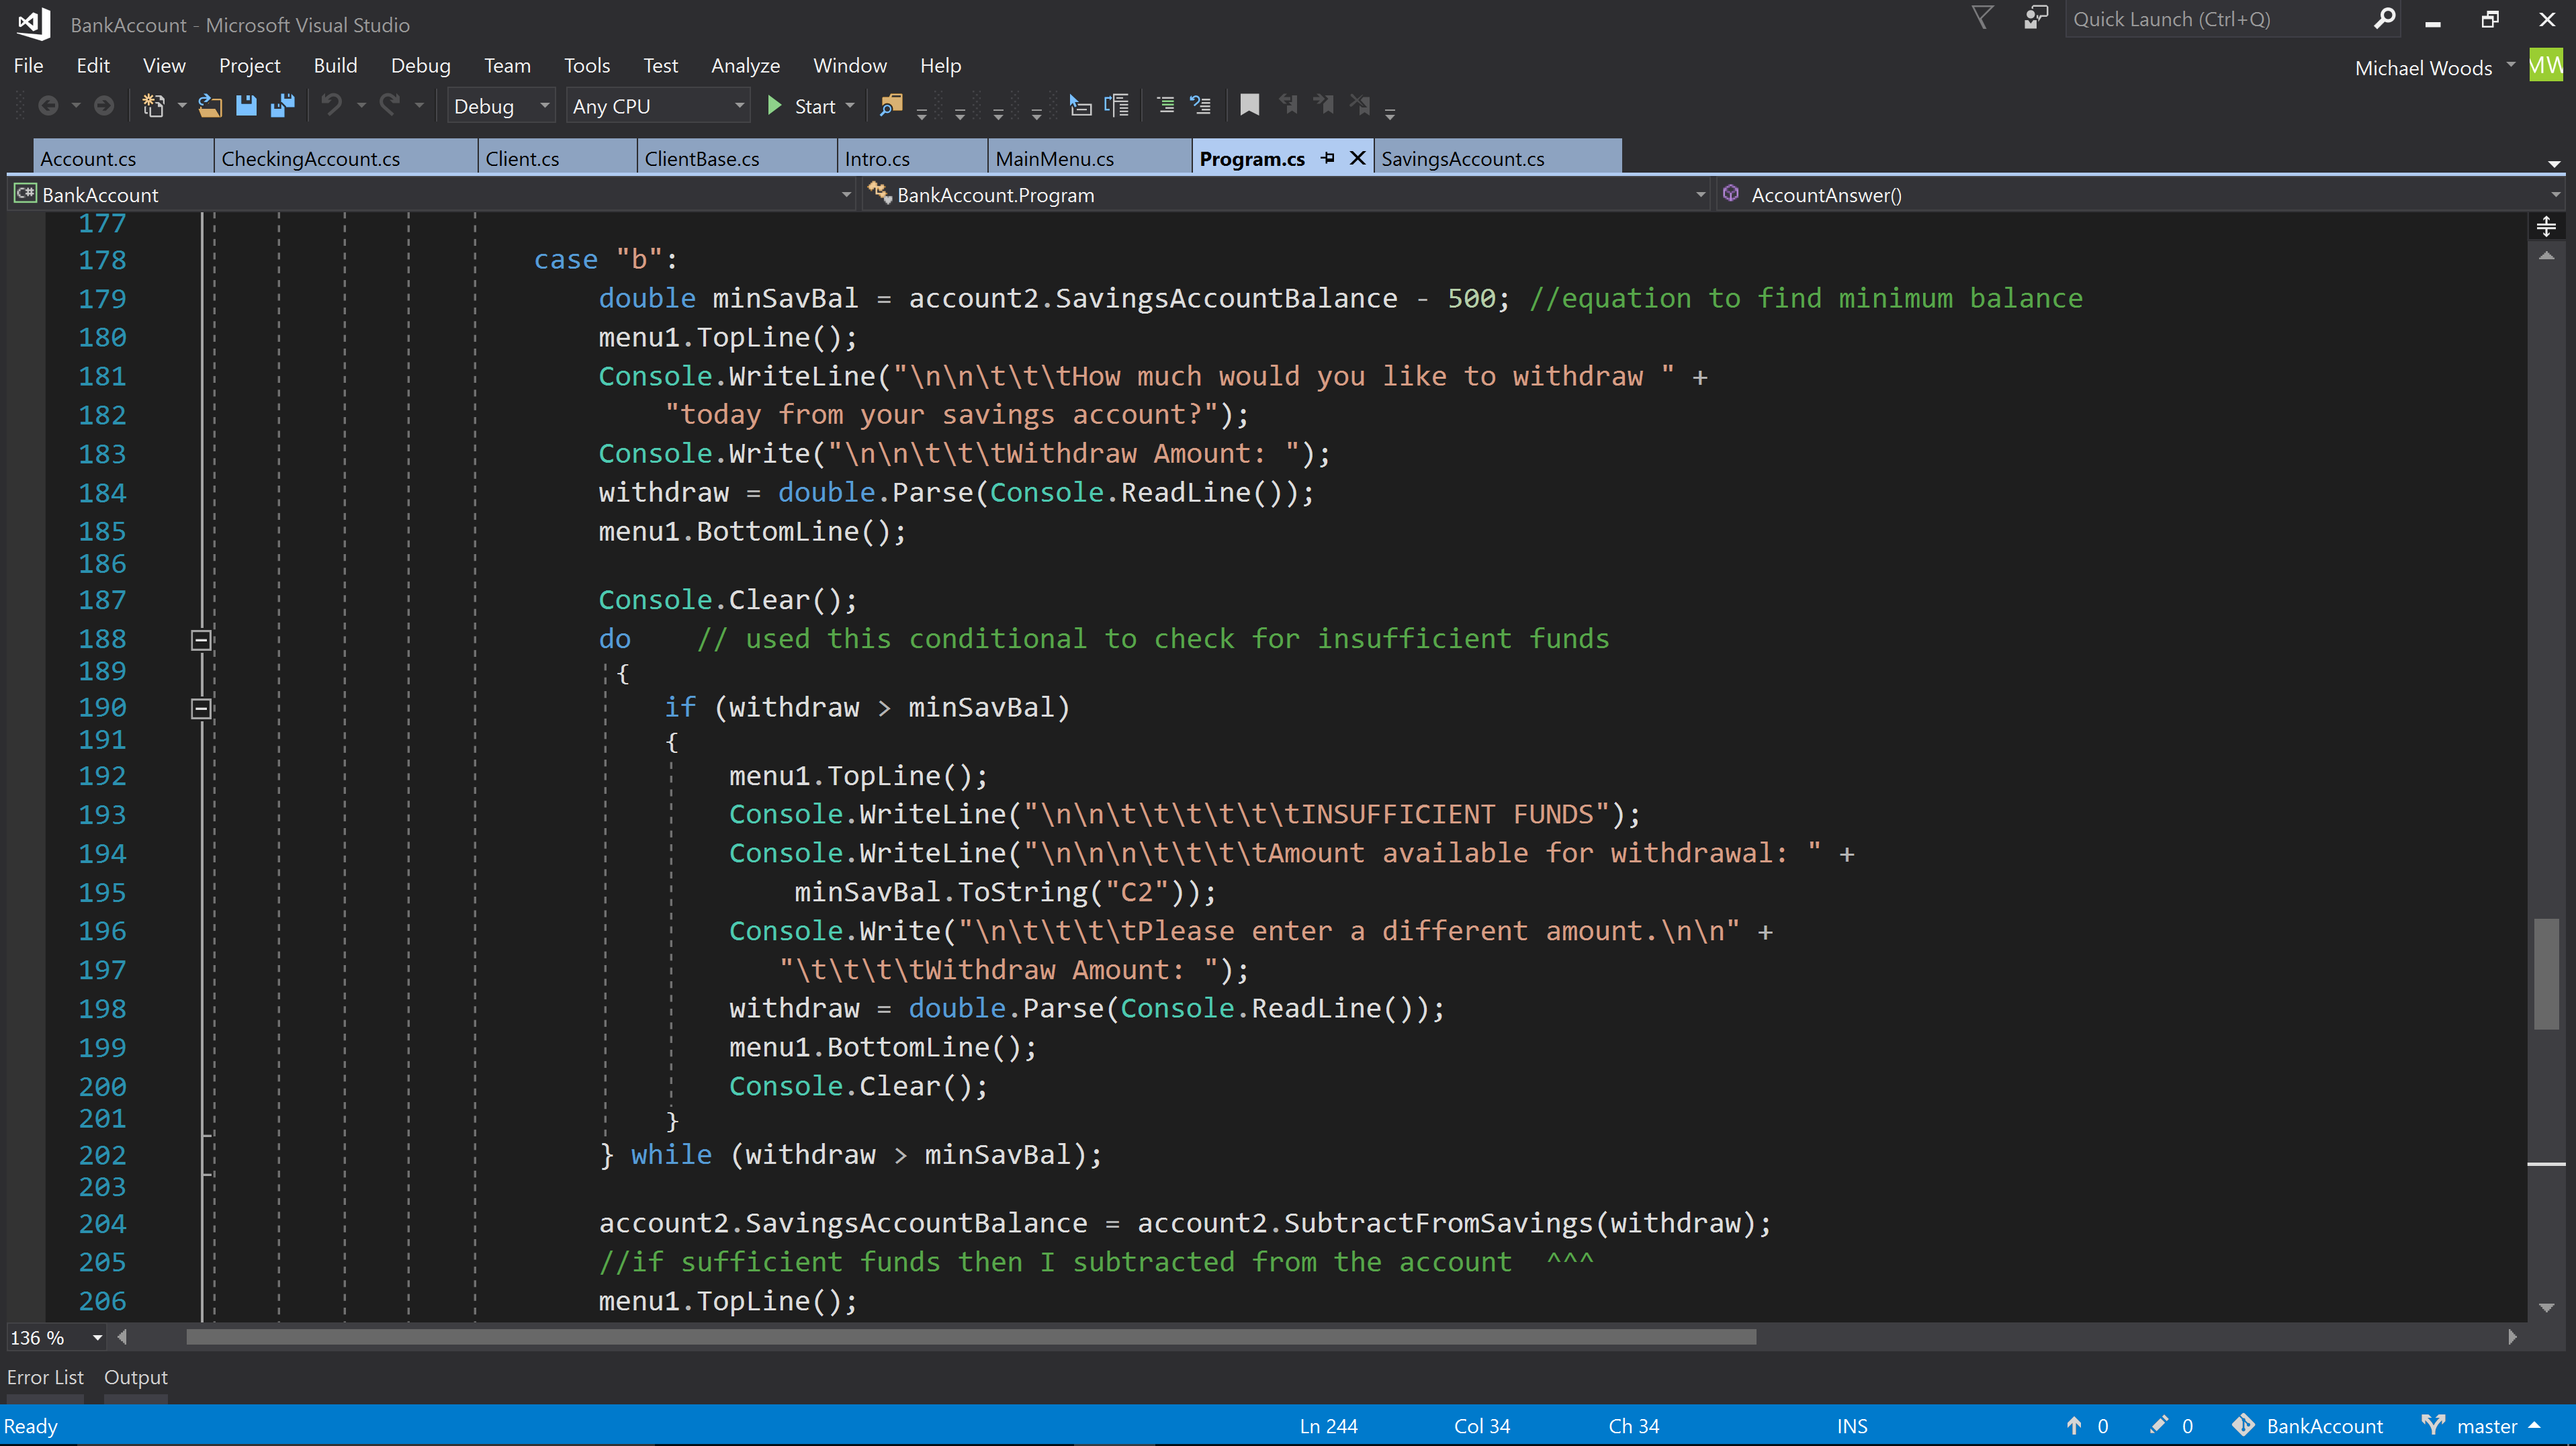 BankAccount - Microsoft Visual Studio
Quick Launch (Ctrl+Q)
File Edit View Project Build Debug Team Tools Test Analyze Window Help
Michael Woods MW
Debug Any CPU Start
Account.cs CheckingAccount.cs Client.cs ClientBase.cs Intro.cs MainMenu.cs Program.cs SavingsAccount.cs
C# BankAccount BankAccount.Program AccountAnswer()
177
178 case "b":
179 double minSavBal = account2.SavingsAccountBalance - 500; //equation to find minimum balance
180 menu1.TopLine();
181 Console.WriteLine("\n\n\t\t\tHow much would you like to withdraw " +
182 "today from your savings account?");
183 Console.Write("\n\n\t\t\tWithdraw Amount: ");
184 withdraw = double.Parse(Console.ReadLine());
185 menu1.BottomLine();
186
187 Console.Clear();
188 do // used this conditional to check for insufficient funds
189 {
190 if (withdraw > minSavBal)
191 {
192 menu1.TopLine();
193 Console.WriteLine("\n\n\t\t\t\t\t\tINSUFFICIENT FUNDS");
194 Console.WriteLine("\n\n\n\t\t\t\tAmount available for withdrawal: " +
195 minSavBal.ToString("C2"));
196 Console.Write("\n\t\t\t\tPlease enter a different amount.\n\n" +
197 "\t\t\t\tWithdraw Amount: ");
198 withdraw = double.Parse(Console.ReadLine());
199 menu1.BottomLine();
200 Console.Clear();
201 }
202 } while (withdraw > minSavBal);
203
204 account2.SavingsAccountBalance = account2.SubtractFromSavings(withdraw);
205 //if sufficient funds then I subtracted from the account ^^^
206 menu1.TopLine();
136 %
Error List Output
Ready Ln 244 Col 34 Ch 34 INS 0 0 BankAccount master